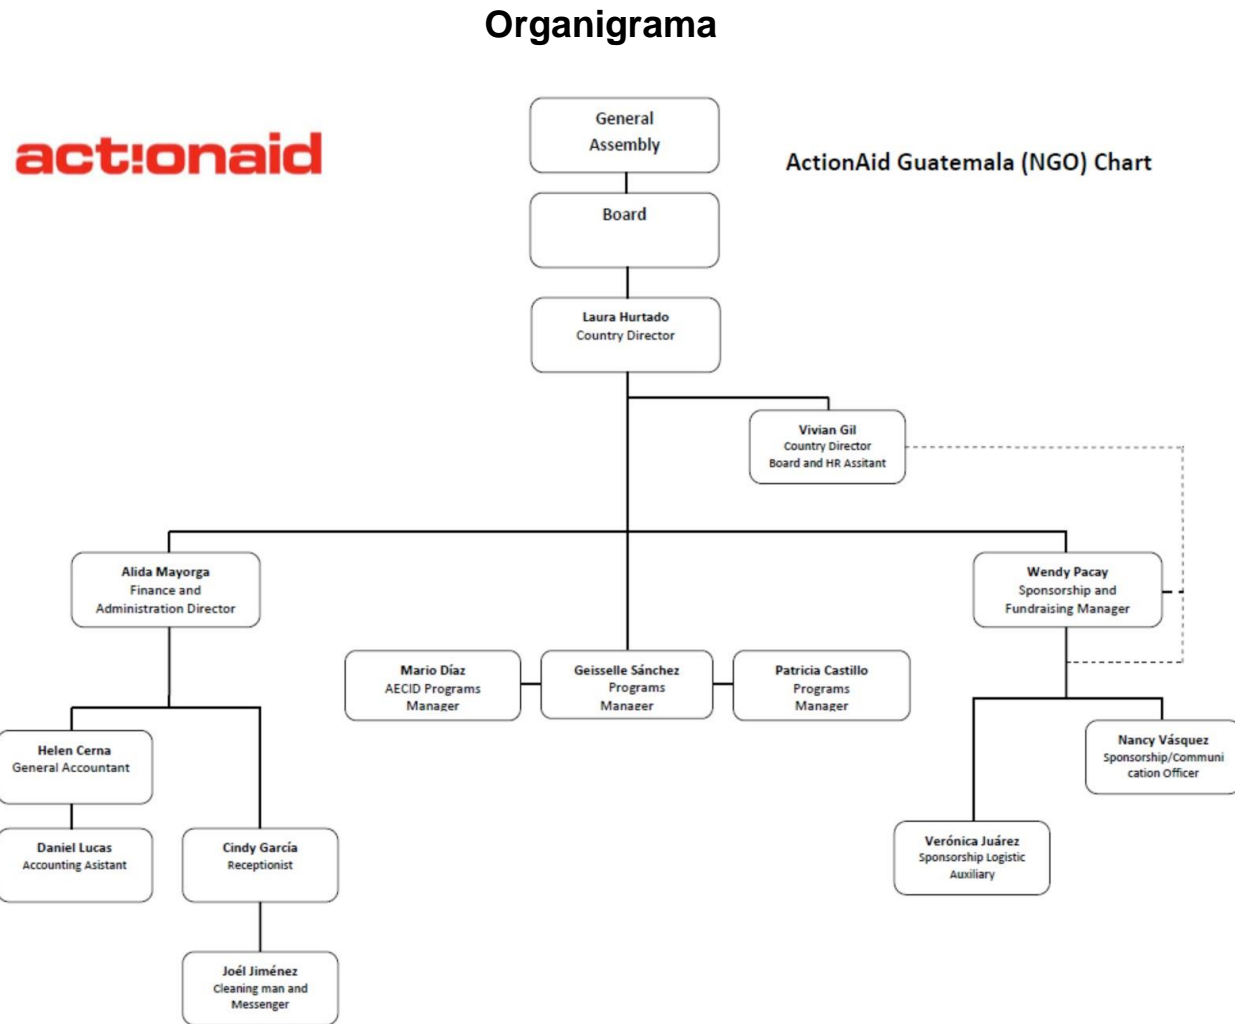 Organigrama
act!onaid
ActionAid Guatemala (NGO) Chart
General
Assembly
Board
Laura Hurtado
Country Director
Vivian Gil
Country Director
Board and HR Assitant
Alida Mayorga
Finance and
Administration Director
Wendy Pacay
Sponsorship and
Fundraising Manager
Mario Díaz
AECID Programs
Manager
Geisselle Sánchez
Programs
Manager
Patricia Castillo
Programs
Manager
Helen Cerna
General Accountant
Nancy Vásquez
Sponsorship/Communi
cation Officer
Daniel Lucas
Accounting Asistant
Cindy García
Receptionist
Verónica Juárez
Sponsorship Logistic
Auxiliary
Joél Jiménez
Cleaning man and
Messenger